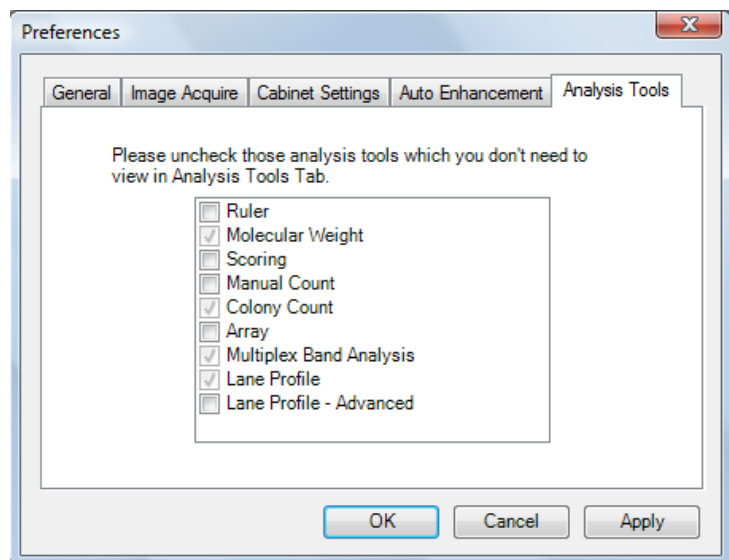 Preferences
General Image Acquire Cabinet Settings Auto Enhancement Analysis Tools
Please uncheck those analysis tools which you don't need to
view in Analysis Tools Tab.
Ruler
Molecular Weight
Scoring
Manual Count
Colony Count
Array
Multiplex Band Analysis
Lane Profile
Lane Profile - Advanced
OK Cancel Apply